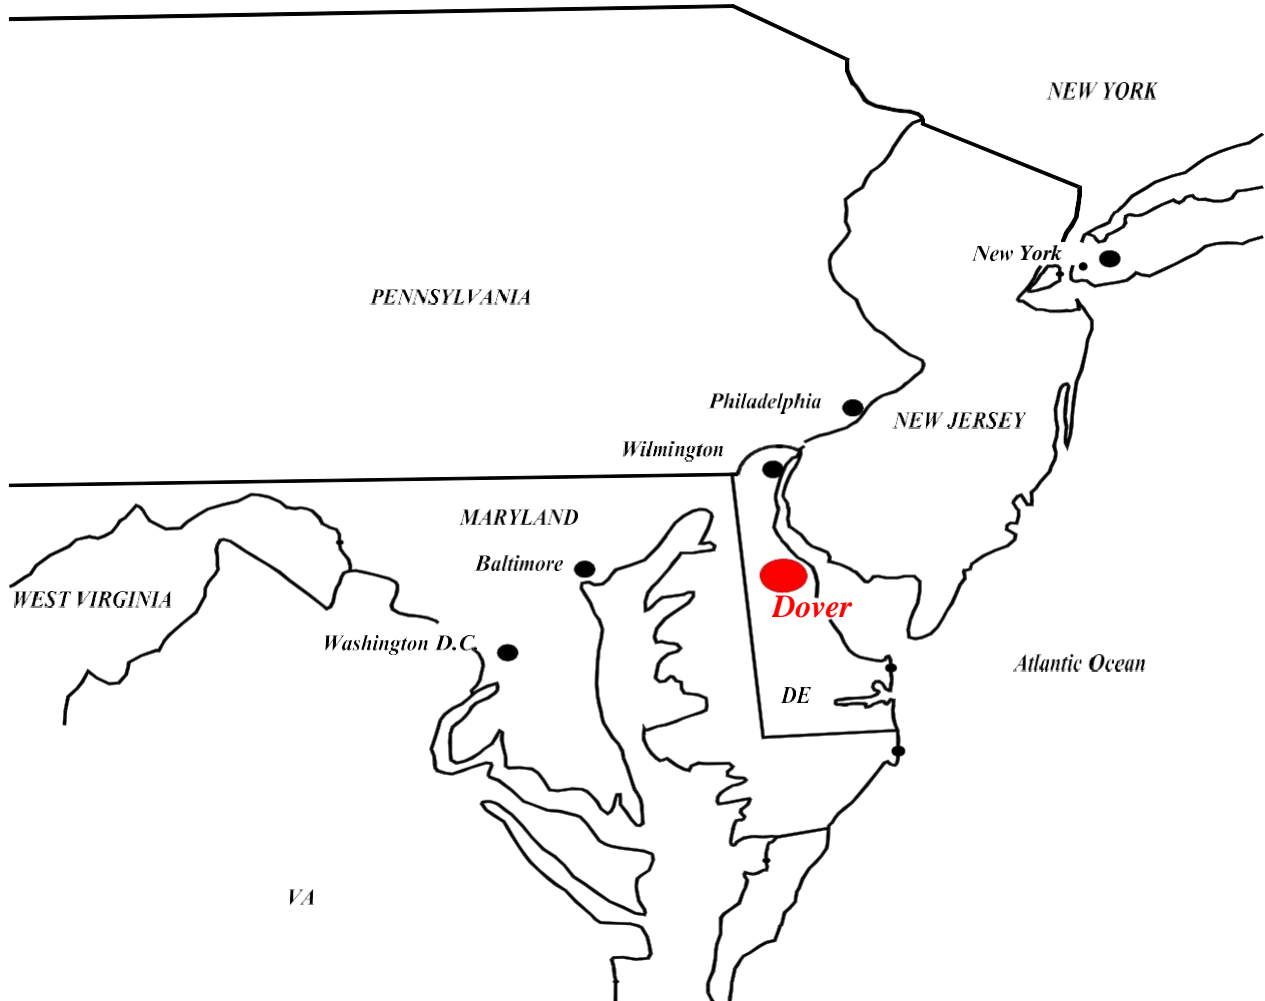 NEW YORK
New York
PENNSYLVANIA
Philadelphia
NEW JERSEY
Wilmington
MARYLAND
Baltimore
WEST VIRGINIA
Dover
Washington D.C.
Atlantic Ocean
DE
VA